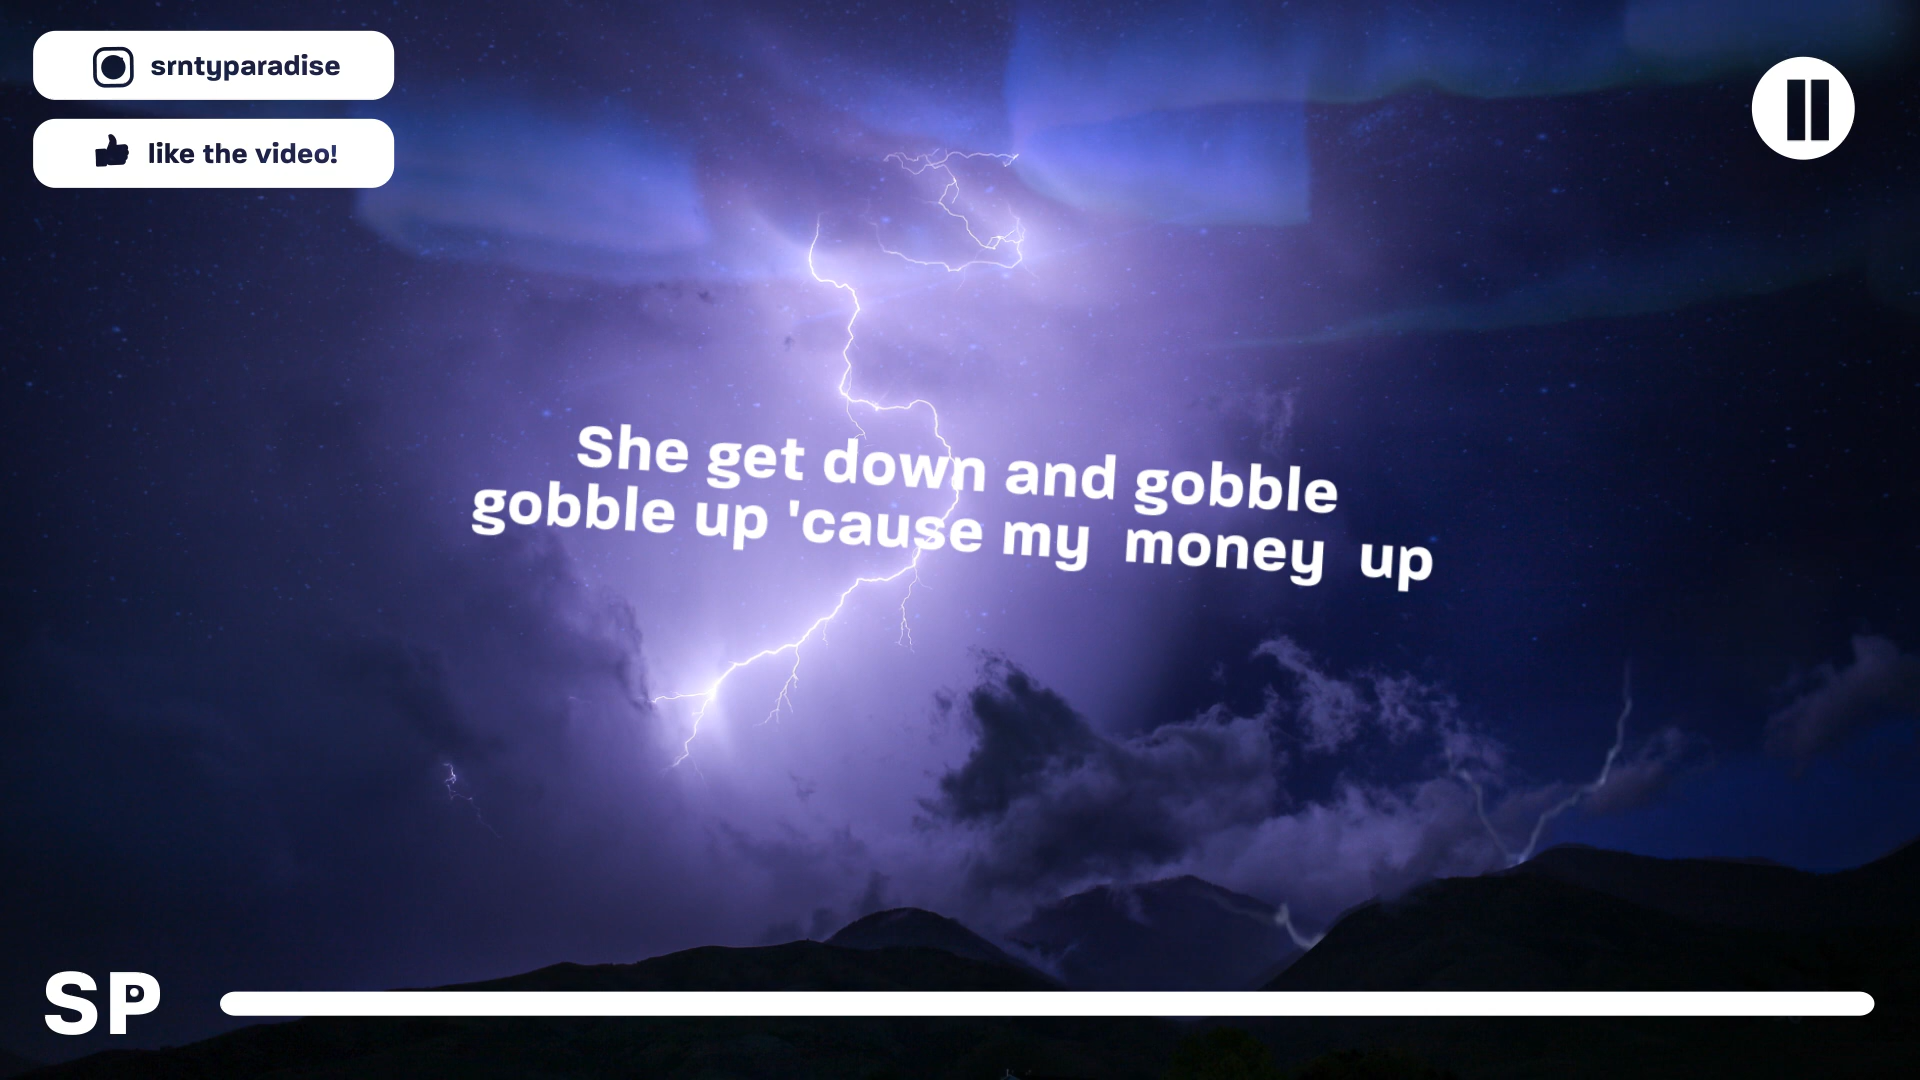 srntyparadise
like the video!
She get down and gobble
gobble up 'cause my  money  up
SP